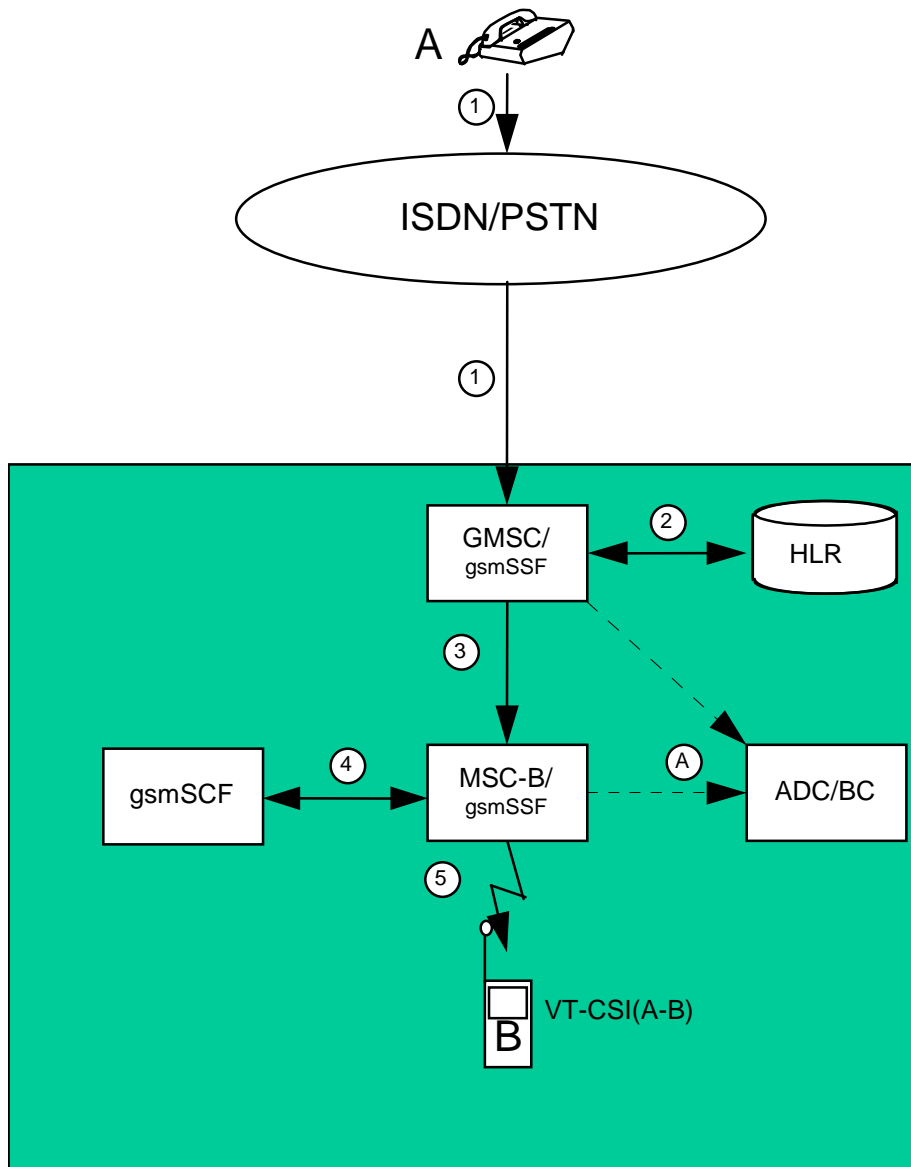 A
1
ISDN/PSTN
1
GMSC/
gsmSSF
2
HLR
3
gsmSCF
4
MSC-B/
gsmSSF
A
ADC/BC
5
VT-CSI(A-B)
B